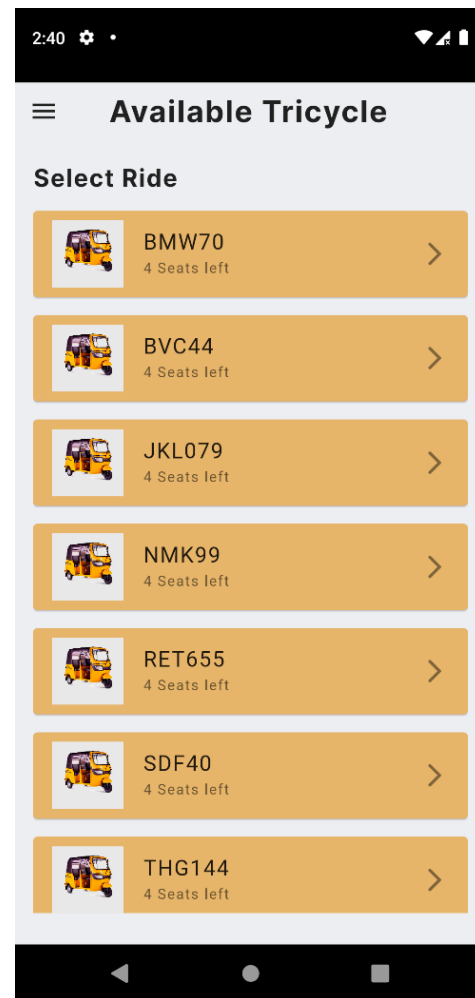 2:40
Available Tricycle
Select Ride
BMW70
4 Seats left
BVC44
4 Seats left
JKL079
4 Seats left
NMK99
4 Seats left
RET655
4 Seats left
SDF40
4 Seats left
THG144
4 Seats left